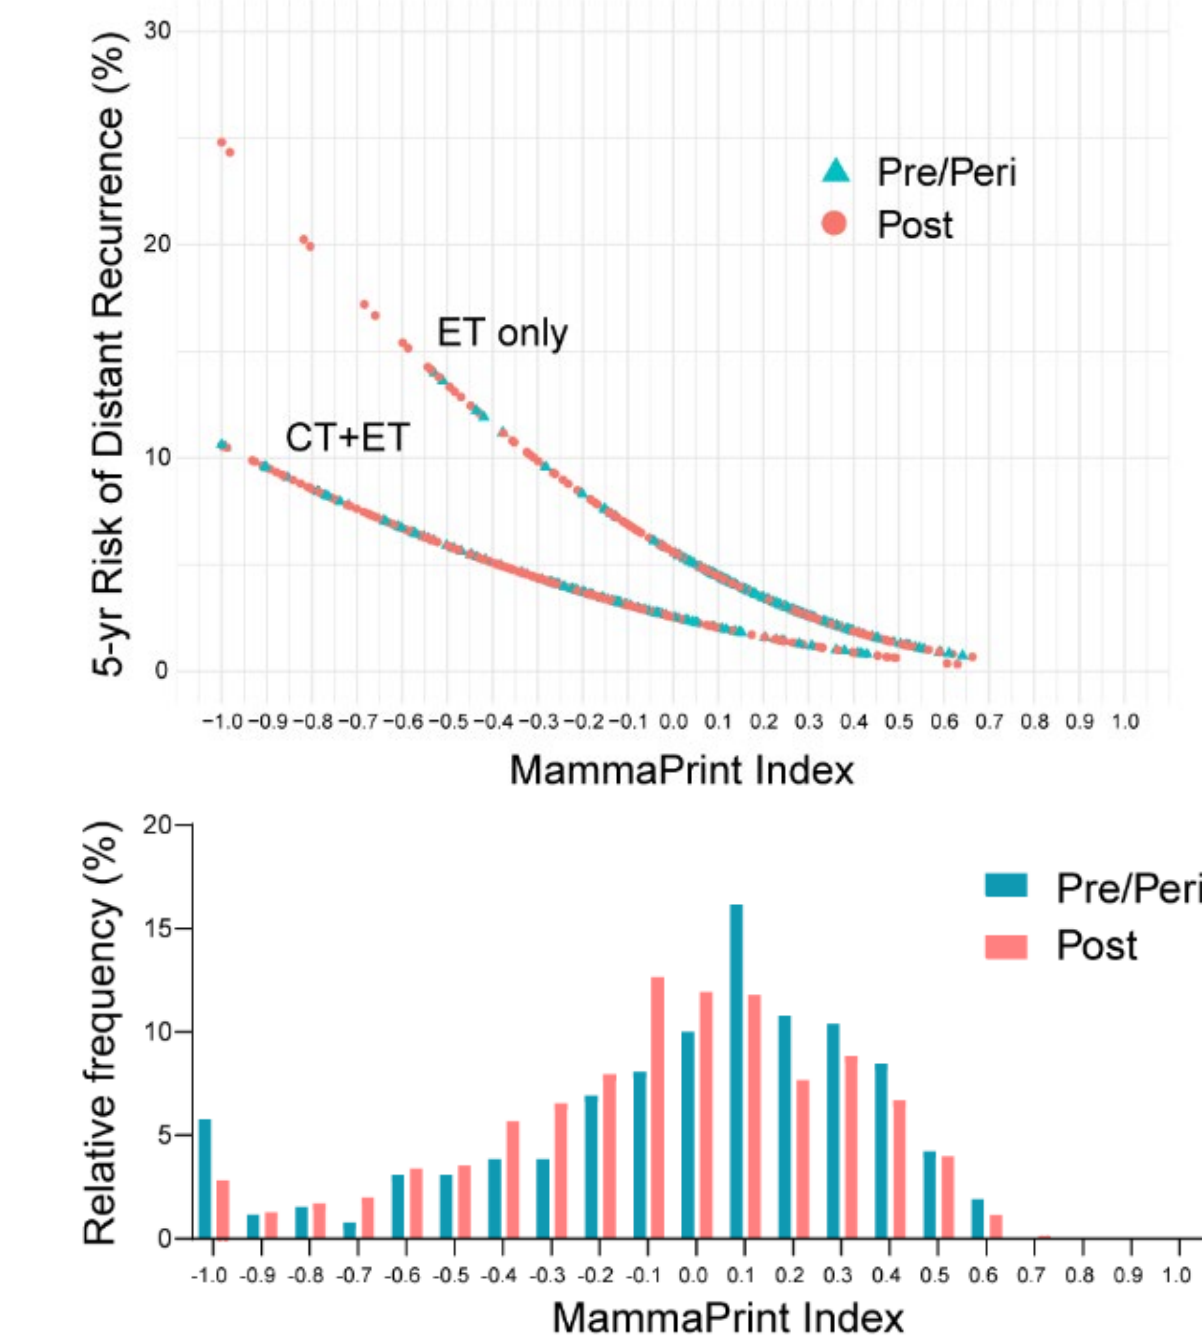 30
20
10
0
5-yr Risk of Distant Recurrence (%)
Pre/Peri
Post
ET only
CT+ET
−1.0 −0.9 −0.8 −0.7 −0.6 −0.5 −0.4 −0.3 −0.2 −0.1 0.0 0.1 0.2 0.3 0.4 0.5 0.6 0.7 0.8 0.9 1.0
MammaPrint Index
20
15
10
5
0
Relative frequency (%)
Pre/Peri
Post
-1.0 -0.9 -0.8 -0.7 -0.6 -0.5 -0.4 -0.3 -0.2 -0.1 0.0 0.1 0.2 0.3 0.4 0.5 0.6 0.7 0.8 0.9 1.0
MammaPrint Index